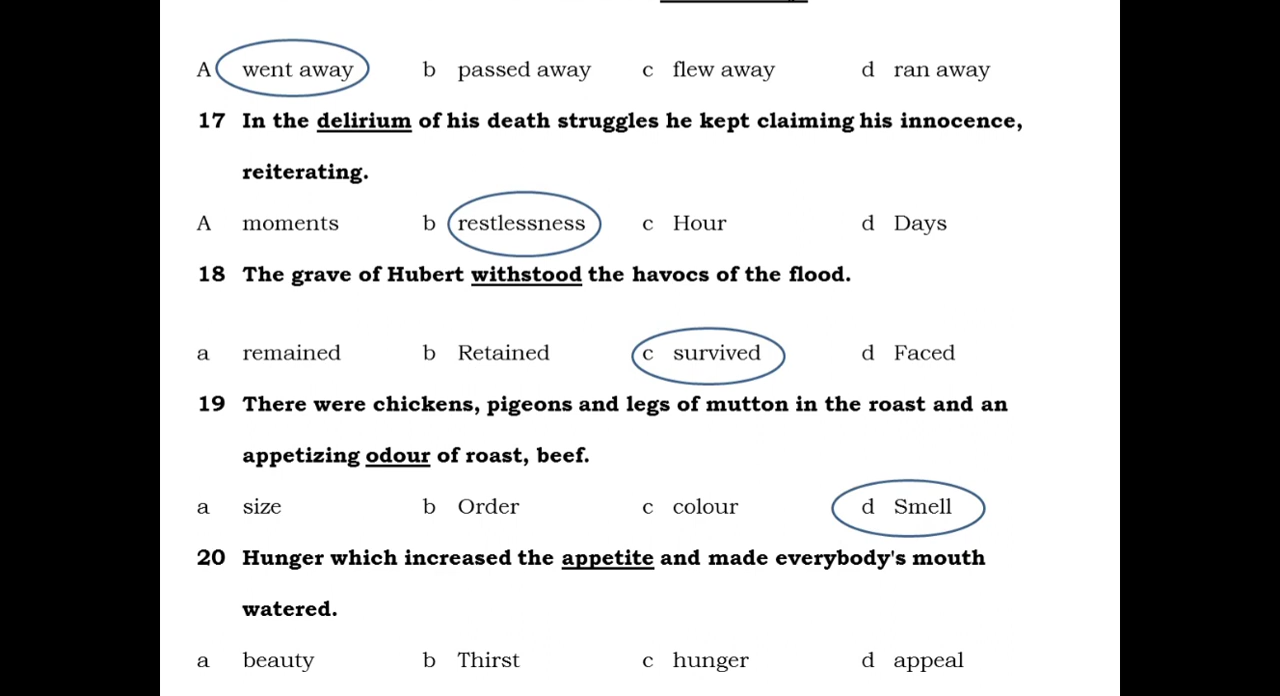 A went away b passed away c flew away d ran away
17 In the delirium of his death struggles he kept claiming his innocence,
reiterating.
A moments b restlessness c Hour d Days
18 The grave of Hubert withstood the havocs of the flood.
a remained b Retained c survived d Faced
19 There were chickens, pigeons and legs of mutton in the roast and an
appetizing odour of roast, beef.
a size b Order c colour d Smell
20 Hunger which increased the appetite and made everybody's mouth
watered.
a beauty b Thirst c hunger d appeal